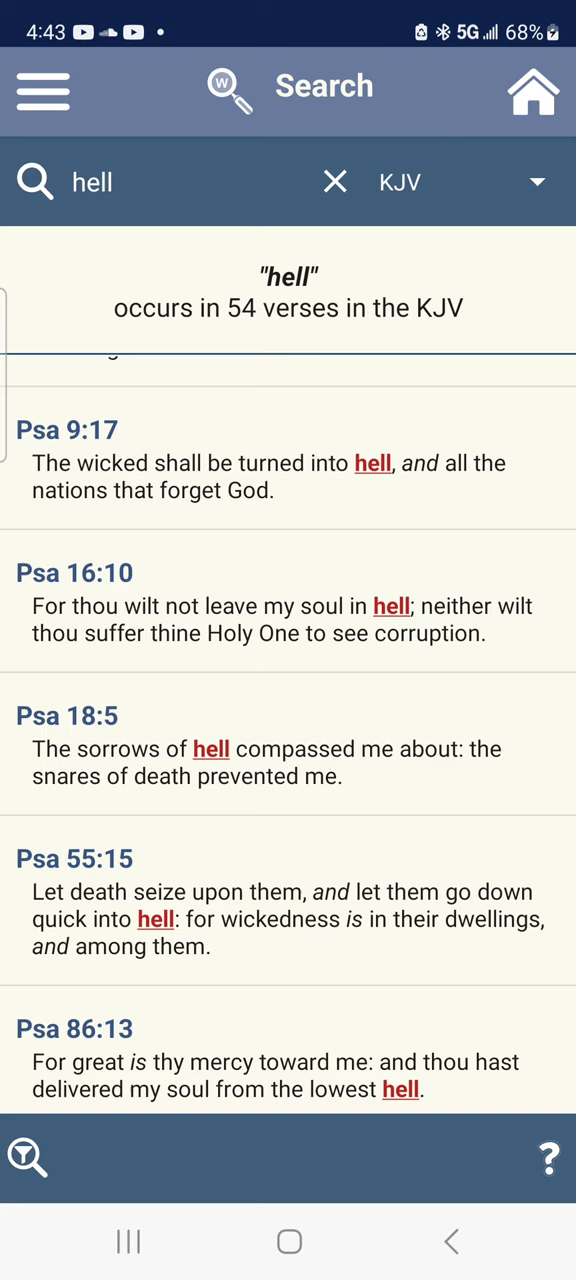 4:43
5G 68%
W
Search
hell
KJV
"hell"
occurs in 54 verses in the KJV
Psa 9:17
The wicked shall be turned into hell, and all the
nations that forget God.
Psa 16:10
For thou wilt not leave my soul in hell; neither wilt
thou suffer thine Holy One to see corruption.
Psa 18:5
The sorrows of hell compassed me about: the
snares of death prevented me.
Psa 55:15
Let death seize upon them, and let them go down
quick into hell: for wickedness is in their dwellings,
and among them.
Psa 86:13
For great is thy mercy toward me: and thou hast
delivered my soul from the lowest hell.
?